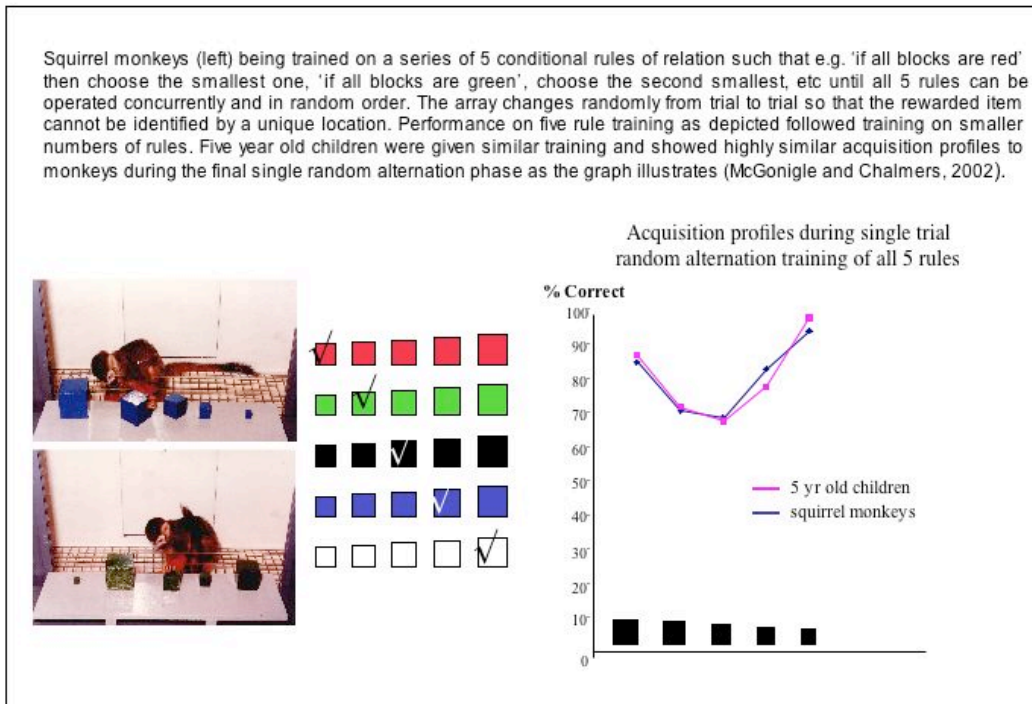 Squirrel monkeys (left) being trained on a series of 5 conditional rules of relation such that e.g. 'if all blocks are red'
then choose the smallest one, 'if all blocks are green', choose the second smallest, etc until all 5 rules can be
operated concurrently and in random order. The array changes randomly from trial to trial so that the rewarded item
cannot be identified by a unique location. Performance on five rule training as depicted followed training on smaller
numbers of rules. Five year old children were given similar training and showed highly similar acquisition profiles to
monkeys during the final single random alternation phase as the graph illustrates (McGonigle and Chalmers, 2002).
Acquisition profiles during single trial
random alternation training of all 5 rules
% Correct
100
90
80
70
60
50
40
30
20
10
0
5 yr old children
squirrel monkeys